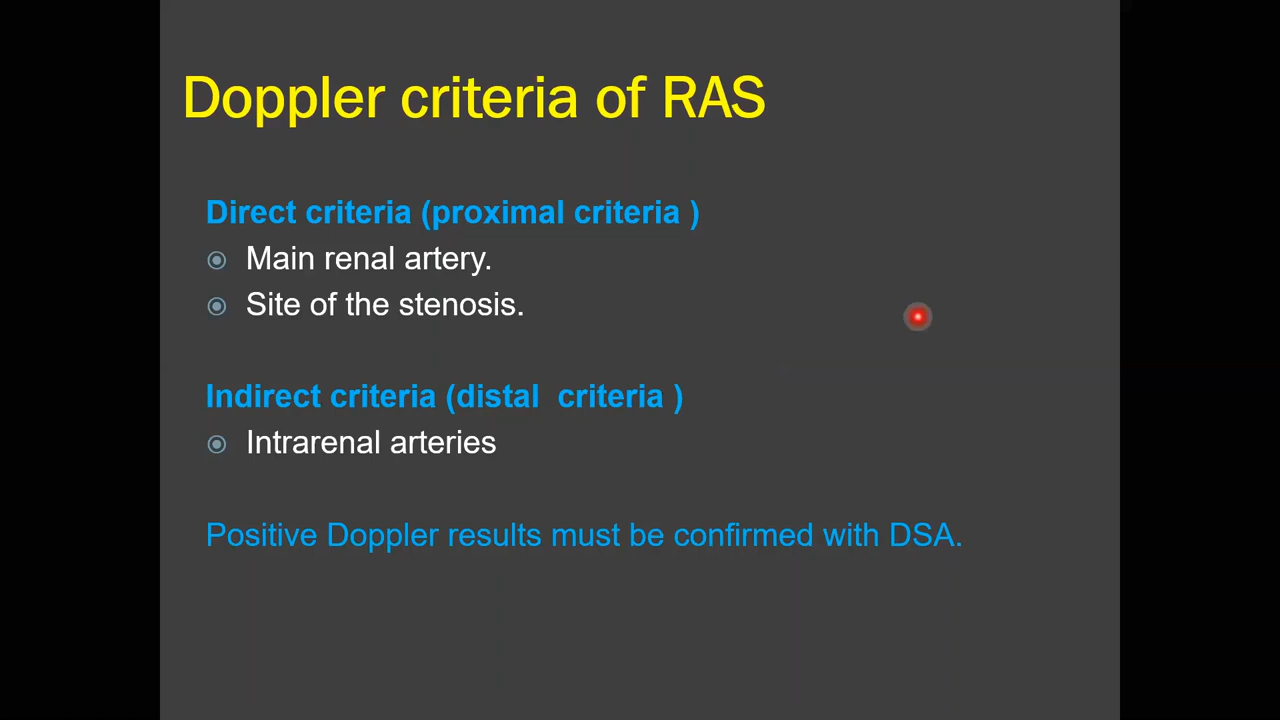 Doppler criteria of RAS
Direct criteria (proximal criteria )
Main renal artery.
Site of the stenosis.
Indirect criteria (distal  criteria )
Intrarenal arteries
Positive Doppler results must be confirmed with DSA.